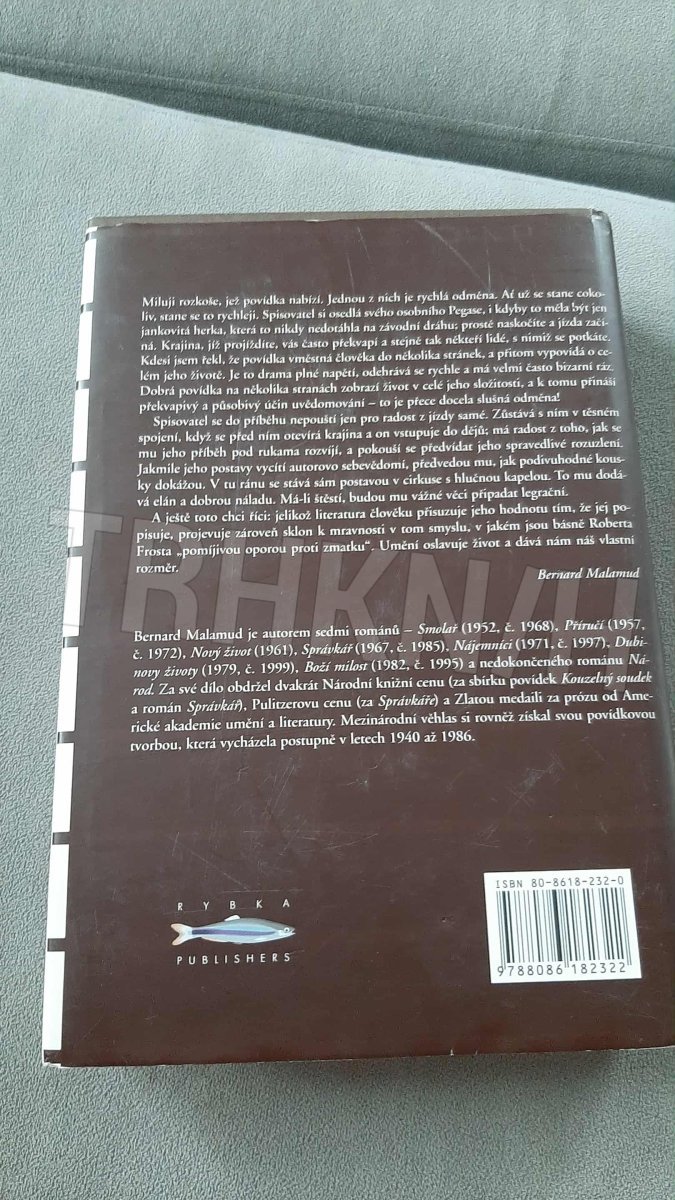 Miluji rozkoše, jež povídka nabízí. Jednou z nich je rychlá odměna. Ať už se stane coko-
liv, stane se to rychleji. Spisovatel si osedlá svého osobního Pegase, i kdyby to měla být jen
jankovitá herka, která to nikdy nedotáhla na závodní dráhu; prostě naskočíte a jízda začí-
ná. Krajina, jíž projíždíte, vás často překvapí a stejně tak někteří lidé, s nimiž se potkáte.
Kdesi jsem řekl, že povídka vměstná člověka do několika stránek, a přitom vypovídá o ce-
lém jeho životě. Je to drama plné napětí, odehrává se rychle a má velmi často bizarní ráz.
Dobrá povídka na několika stranách zobrazí život v celé jeho složitosti, a k tomu přináší
překvapivý a působivý účin uvědomování – to je přece docela slušná odměna!
Spisovatel se do příběhu nepouští jen pro radost z jízdy samé. Zůstává s ním v těsném
spojení, když se před ním otevírá krajina a on vstupuje do dějů; má radost z toho, jak se
mu jeho příběh pod rukama rozvíjí, a pokouší se předvídat jeho spravedlivé rozuzlení.
Jakmile jeho postavy vycítí autorovo sebevědomí, předvedou mu, jak podivuhodné kous-
ky dokážou. V tu ránu se stává sám postavou v cirkuse s hlučnou kapelou. To mu dodá-
vá elán a dobrou náladu. Má-li štěstí, budou mu vážné věci připadat legrační.
A ještě toto chci říci: jelikož literatura člověku přisuzuje jeho hodnotu tím, že jej po-
pisuje, projevuje zároveň sklon k mravnosti v tom smyslu, v jakém jsou básně Roberta
Frosta „pomíjivou oporou proti zmatku“. Umění oslavuje život a dává nám náš vlastní
rozměr.
Bernard Malamud
Bernard Malamud je autorem sedmi románů – Smolař (1952, č. 1968), Příručí (1957,
č. 1972), Nový život (1961), Správkář (1967, č. 1985), Nájemníci (1971, č. 1997), Dubi-
novy životy (1979, č. 1999), Boží milost (1982, č. 1995) a nedokončeného románu Ná-
rod. Za své dílo obdržel dvakrát Národní knižní cenu (za sbírku povídek Kouzelný soudek
a román Správkář), Pulitzerovu cenu (za Správkáře) a Zlatou medaili za prózu od Ame-
rické akademie umění a literatury. Mezinárodní věhlas si rovněž získal svou povídkovou
tvorbou, která vycházela postupně v letech 1940 až 1986.
RYBKA
PUBLISHERS
ISBN 80-8618-232-0
9788086182322
TRHKNIH